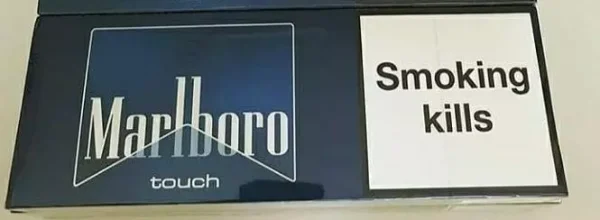 Marlboro
touch
Smoking
kills